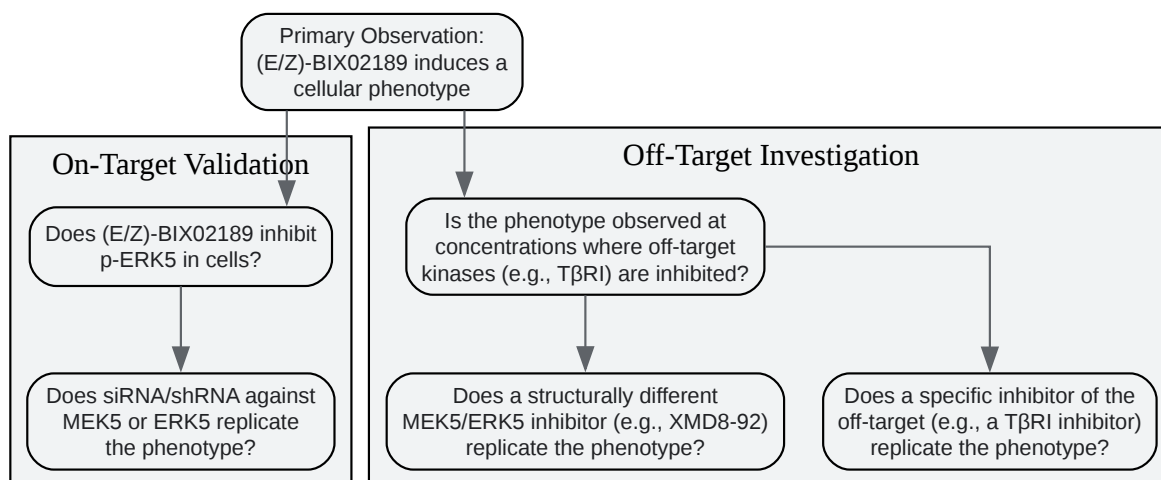 Primary Observation:
(E/Z)-BIX02189 induces a
cellular phenotype
On-Target Validation
Does (E/Z)-BIX02189 inhibit
p-ERK5 in cells?
Does siRNA/shRNA against
MEK5 or ERK5 replicate
the phenotype?
Off-Target Investigation
Is the phenotype observed at
concentrations where off-target
kinases (e.g., TβRI) are inhibited?
Does a structurally different
MEK5/ERK5 inhibitor (e.g., XMD8-92)
replicate the phenotype?
Does a specific inhibitor of the
off-target (e.g., a TβRI inhibitor)
replicate the phenotype?